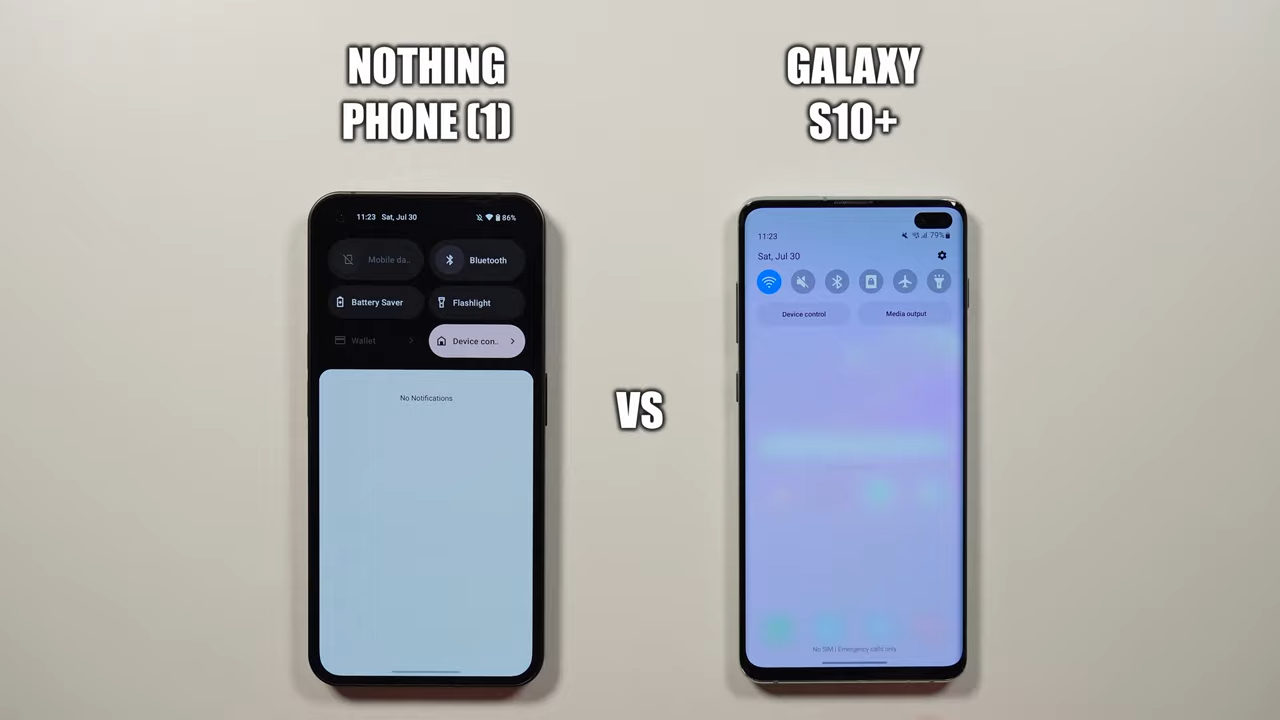 NOTHING
PHONE (1)
GALAXY
S10+
VS
11:23 Sat, Jul 30
86%
Mobile da..
Bluetooth
Battery Saver
Flashlight
Wallet
Device con..
No Notifications
11:23
79%
Sat, Jul 30
Device control
Media output
No SIM / Emergency calls only